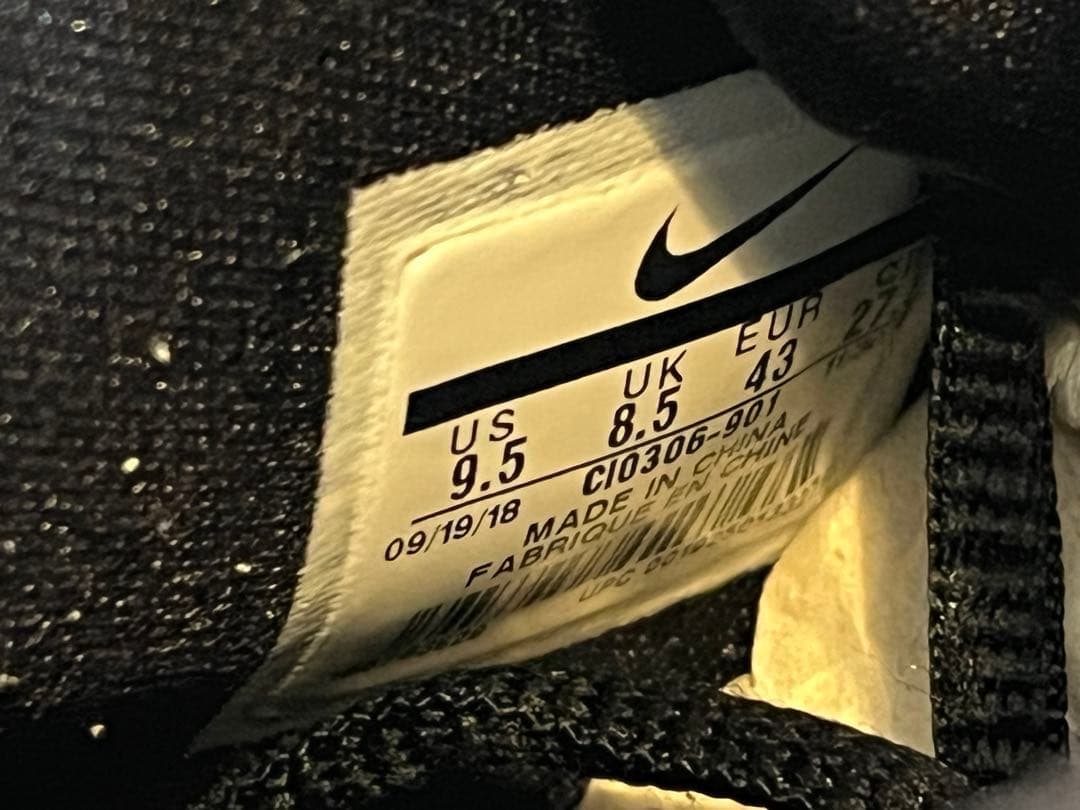 US UK EUR
9.5 8.5 43
09/19/18 CI0306-901
MADE IN CHINA
FABRIQUE EN CHINE
UPC